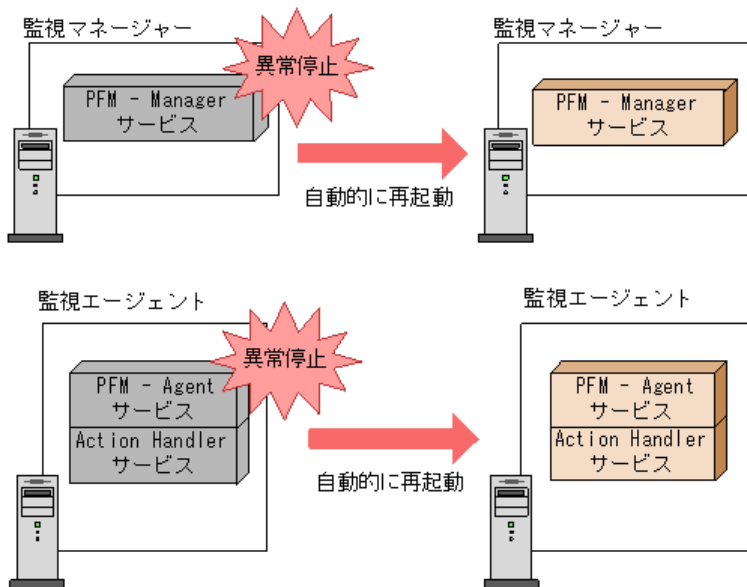 監視マネージャー
監視マネージャー
異常停止
PFM - Manager
サービス
PFM - Manager
サービス
自動的に再起動
監視エージェント
監視エージェント
異常停止
PFM - Agent
サービス
Action Handler
サービス
PFM - Agent
サービス
Action Handler
サービス
自動的に再起動